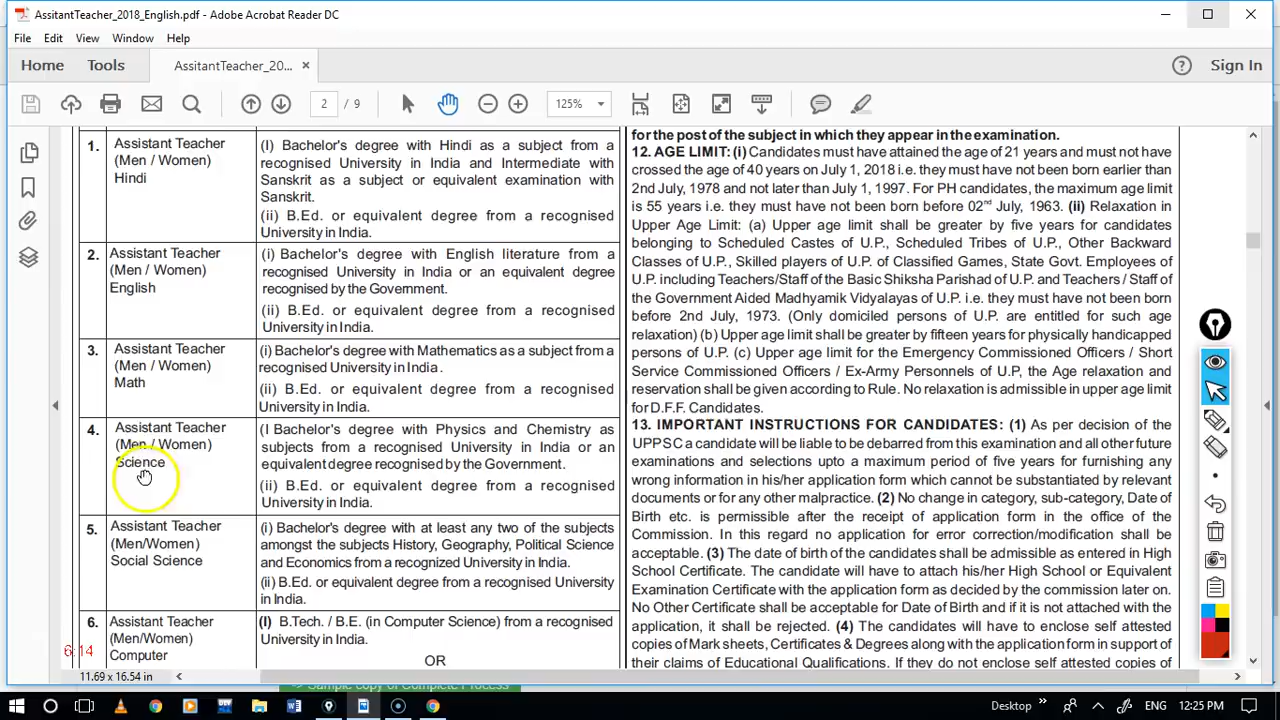 AssitantTeacher_2018_English.pdf - Adobe Acrobat Reader DC
File Edit View Window Help
Home Tools AssitantTeacher_20... × Sign In
2 / 9 125%
1. Assistant Teacher
(Men / Women)
Hindi
(I) Bachelor's degree with Hindi as a subject from a
recognised University in India and Intermediate with
Sanskrit as a subject or equivalent examination with
Sanskrit.
(ii) B.Ed. or equivalent degree from a recognised
University in India.
2. Assistant Teacher
(Men / Women)
English
(i) Bachelor's degree with English literature from a
recognised University in India or an equivalent degree
recognised by the Government.
(ii) B.Ed. or equivalent degree from a recognised
University in India.
3. Assistant Teacher
(Men / Women)
Math
(i) Bachelor's degree with Mathematics as a subject from a
recognised University in India .
(ii) B.Ed. or equivalent degree from a recognised
University in India.
4. Assistant Teacher
(Men / Women)
Science
(I Bachelor's degree with Physics and Chemistry as
subjects from a recognised University in India or an
equivalent degree recognised by the Government.
(ii) B.Ed. or equivalent degree from a recognised
University in India.
5. Assistant Teacher
(Men/Women)
Social Science
(i) Bachelor's degree with at least any two of the subjects
amongst the subjects History, Geography, Political Science
and Economics from a recognized University in India.
(ii) B.Ed. or equivalent degree from a recognised University
in India.
6. Assistant Teacher
(Men/Women)
Computer
(I) B.Tech. / B.E. (in Computer Science) from a recognised
University in India.
OR
for the post of the subject in which they appear in the examination.
12. AGE LIMIT: (i) Candidates must have attained the age of 21 years and must not have
crossed the age of 40 years on July 1, 2018 i.e. they must have not been born earlier than
2nd July, 1978 and not later than July 1, 1997. For PH candidates, the maximum age limit
is 55 years i.e. they must have not been born before 02nd July, 1963. (ii) Relaxation in
Upper Age Limit: (a) Upper age limit shall be greater by five years for candidates
belonging to Scheduled Castes of U.P., Scheduled Tribes of U.P., Other Backward
Classes of U.P., Skilled players of U.P. of Classified Games, State Govt. Employees of
U.P. including Teachers/Staff of the Basic Shiksha Parishad of U.P. and Teachers / Staff of
the Government Aided Madhyamik Vidyalayas of U.P. i.e. they must have not been born
before 2nd July, 1973. (Only domiciled persons of U.P. are entitled for such age
relaxation) (b) Upper age limit shall be greater by fifteen years for physically handicapped
persons of U.P. (c) Upper age limit for the Emergency Commissioned Officers / Short
Service Commissioned Officers / Ex-Army Personnels of U.P, the Age relaxation and
reservation shall be given according to Rule. No relaxation is admissible in upper age limit
for D.F.F. Candidates.
13. IMPORTANT INSTRUCTIONS FOR CANDIDATES: (1) As per decision of the
UPPSC a candidate will be liable to be debarred from this examination and all other future
examinations and selections upto a maximum period of five years for furnishing any
wrong information in his/her application form which cannot be substantiated by relevant
documents or for any other malpractice. (2) No change in category, sub-category, Date of
Birth etc. is permissible after the receipt of application form in the office of the
Commission. In this regard no application for error correction/modification shall be
acceptable. (3) The date of birth of the candidates shall be admissible as entered in High
School Certificate. The candidate will have to attach his/her High School or Equivalent
Examination Certificate with the application form as decided by the commission later on.
No Other Certificate shall be acceptable for Date of Birth and if it is not attached with the
application, it shall be rejected. (4) The candidates will have to enclose self attested
copies of Mark sheets, Certificates & Degrees along with the application form in support of
their claims of Educational Qualifications. If they do not enclose self attested copies of
6:14
11.69 x 16.54 in
-> Sample copy of Complete Process
Desktop ENG 12:25 PM